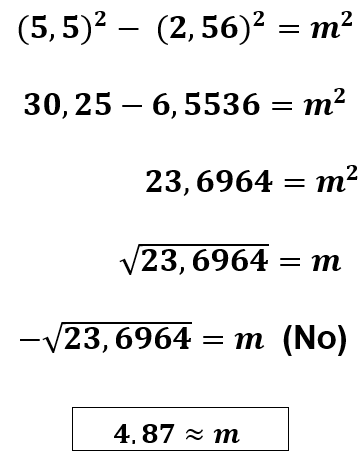 (5,5)² − (2,56)² = m²
30,25 − 6,5536 = m²
23,6964 = m²
√23,6964 = m
−√23,6964 = m (No)
4,87 ≈ m